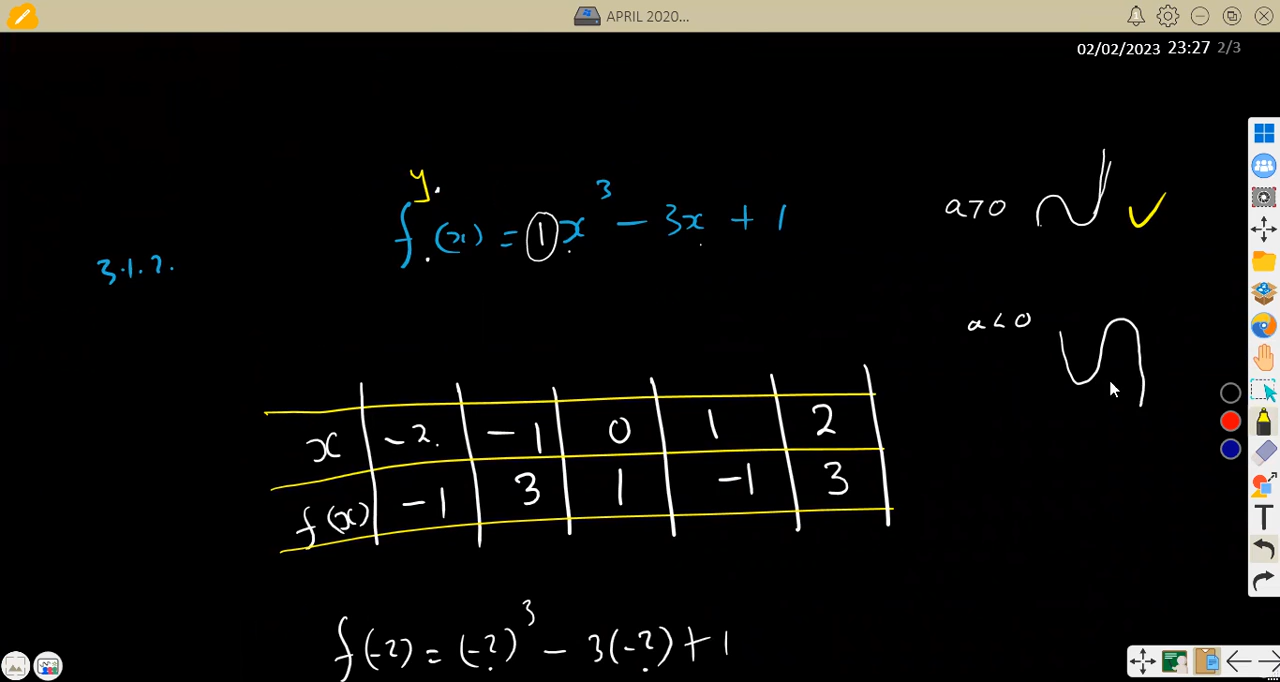 APRIL 2020...
02/02/2023 23:27 2/3
y.
f(x) = 1x³ - 3x + 1
a>0
3.1.2.
a<0
x -2. -1 0 1 2
f(x) -1 3 1 -1 3
f(-2) = (-2)³ - 3(-2) + 1
T